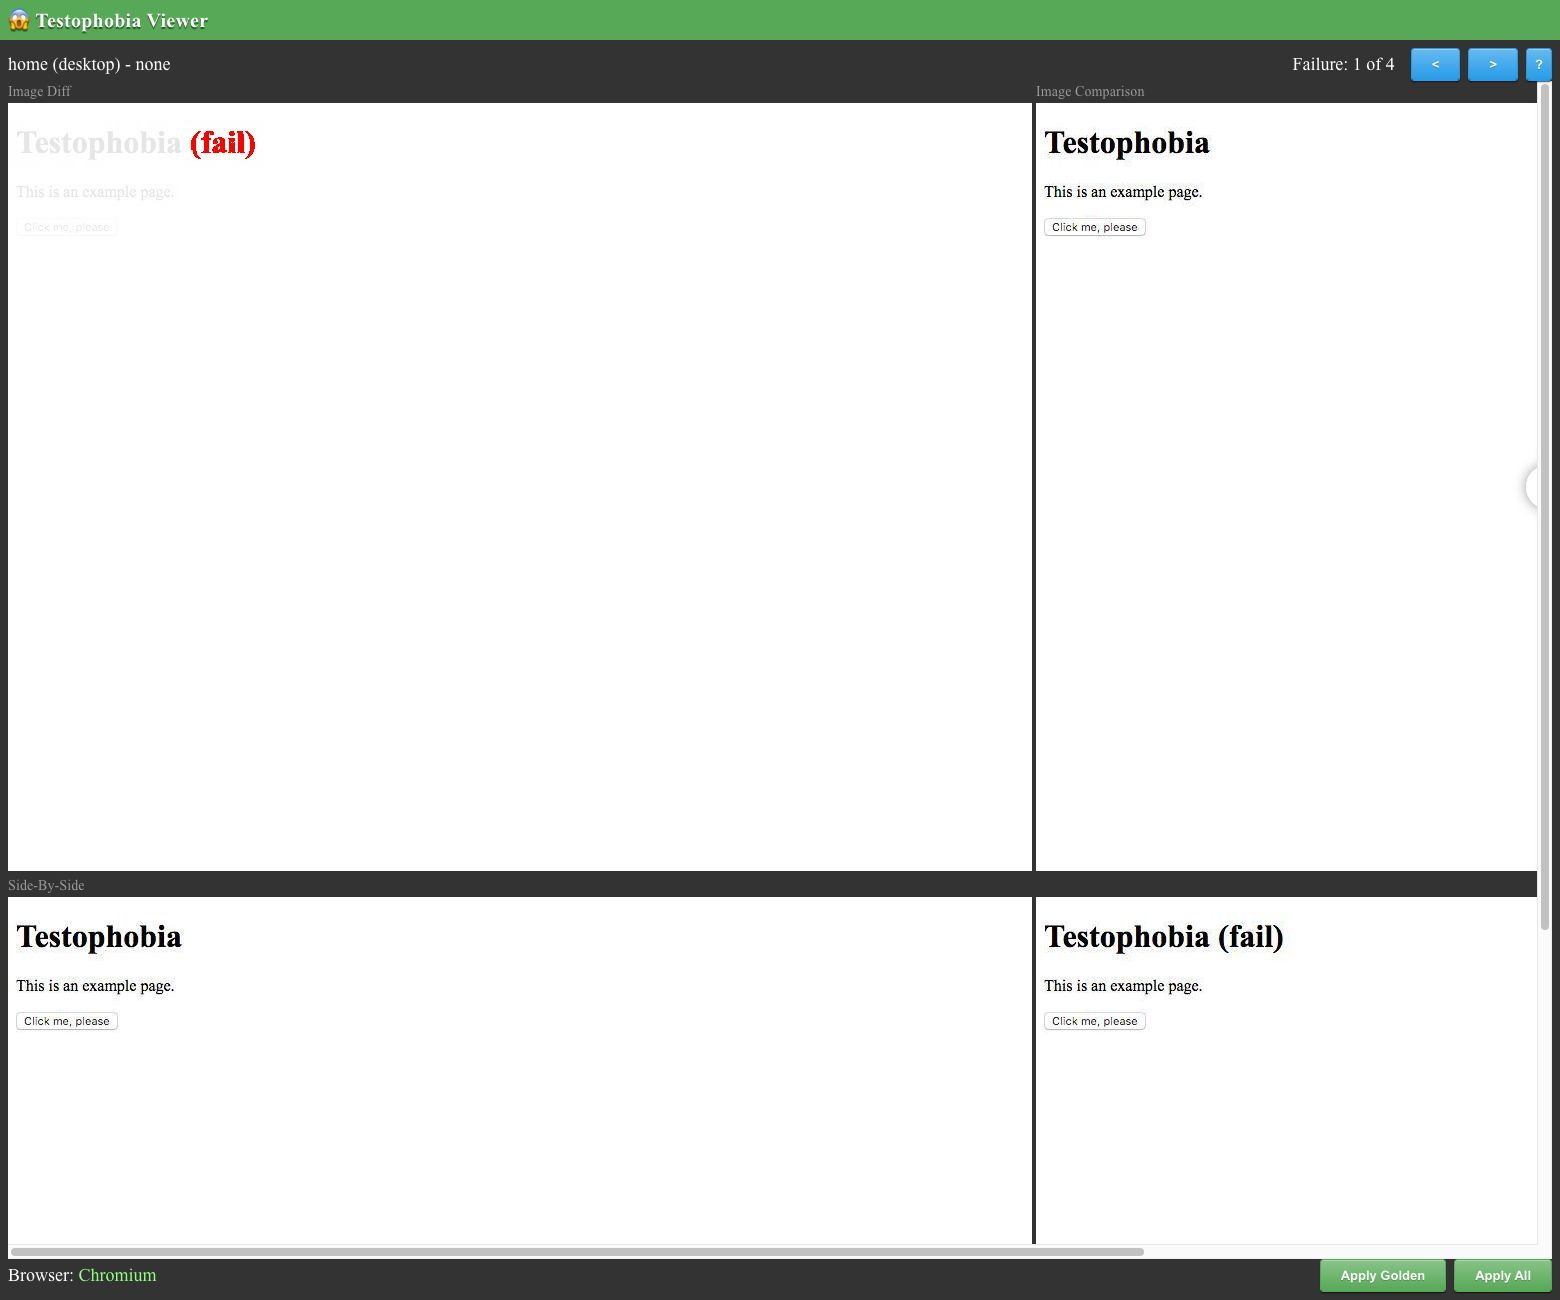 😱 Testophobia Viewer
home (desktop) - none
Failure: 1 of 4
<
>
?
Image Diff
Testophobia (fail)
This is an example page.
Click me, please
Image Comparison
Testophobia
This is an example page.
Click me, please
Side-By-Side
Testophobia
This is an example page.
Click me, please
Testophobia (fail)
This is an example page.
Click me, please
Browser: Chromium
Apply Golden
Apply All